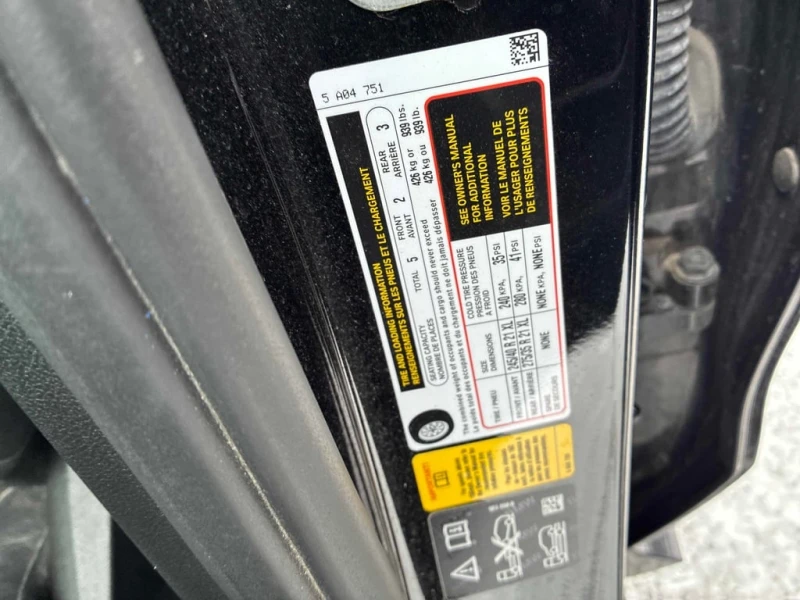 5 A04 751
TIRE AND LOADING INFORMATION
RENSEIGNEMENTS SUR LES PNEUS ET LE CHARGEMENT
SEATING CAPACITY
NOMBRE DE PLACES
TOTAL 5
FRONT
AVANT 2
REAR
ARRIÈRE 3
The combined weight of occupants and cargo should never exceed 426 kg or 939 lbs.
Le poids total des occupants et du chargement ne doit jamais dépasser 426 kg ou 939 lb.
TIRE / PNEU
SIZE
DIMENSIONS
COLD TIRE PRESSURE
PRESSION DES PNEUS
A FROID
FRONT / AVANT 245/40 R 21 XL 240 KPA, 35 PSI
REAR / ARRIÈRE 275/35 R 21 XL 280 KPA, 41 PSI
SPARE
DE SECOURS NONE NONE KPA, NONE PSI
SEE OWNER'S MANUAL
FOR ADDITIONAL
INFORMATION
VOIR LE MANUEL DE
L'USAGER POUR PLUS
DE RENSEIGNEMENTS